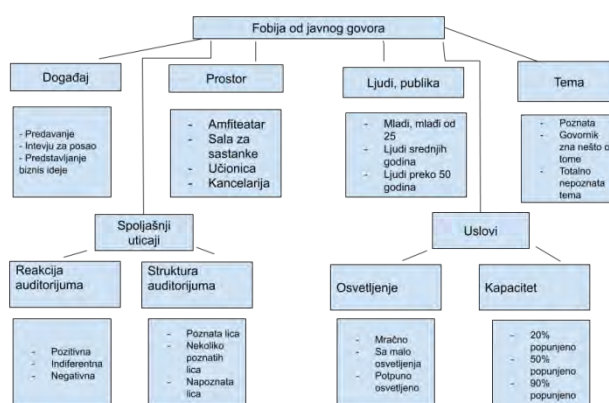 Fobija od javnog govora
Događaj
Prostor
Ljudi, publika
Tema
- Predavanje
- Intevju za posao
- Predstavljanje
biznis ideje
- Amfiteatar
- Sala za
sastanke
- Učionica
- Kancelarija
- Mladi, mlađi od
25
- Ljudi srednjih
godina
- Ljudi preko 50
godina
- Poznata
- Govornik
zna nešto o
tome
- Totalno
nepoznata
tema
Spoljašnji
uticaji
Uslovi
Reakcija
auditorijuma
Struktura
auditorijuma
Osvetljenje
Kapacitet
- Pozitivna
- Indiferentna
- Negativna
- Poznata lica
- Nekoliko
poznatih
lica
- Napoznata
lica
- Mračno
- Sa malo
osvetljenja
- Potpuno
osvetljeno
- 20%
popunjeno
- 50%
popunjeno
- 90%
popunjeno